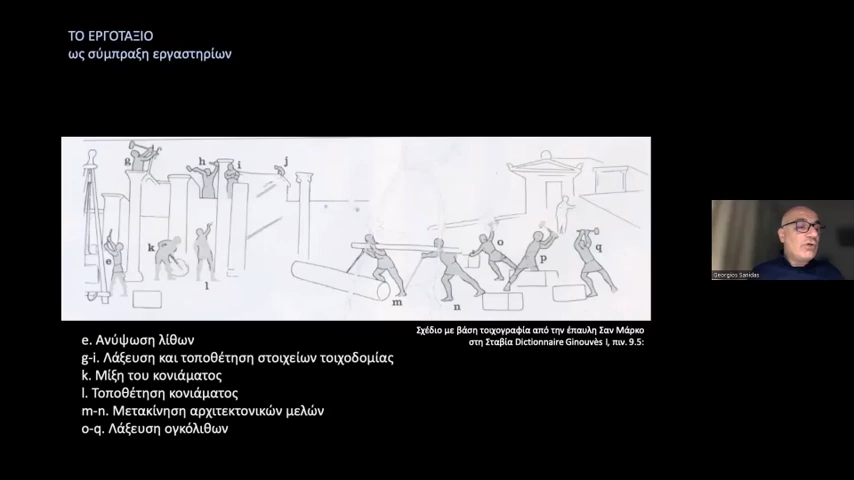 ΤΟ ΕΡΓΟΤΑΞΙΟ
ως σύμπραξη εργαστηρίων
g
h
i
j
e
k
l
m
n
o
p
q
Georgios Sanidas
Σχέδιο με βάση τοιχογραφία από την έπαυλη Σαν Μάρκο
στη Σταβία Dictionnaire Ginouvès I, πιν. 9.5:
e. Ανύψωση λίθων
g-i. Λάξευση και τοποθέτηση στοιχείων τοιχοδομίας
k. Μίξη του κονιάματος
l. Τοποθέτηση κονιάματος
m-n. Μετακίνηση αρχιτεκτονικών μελών
o-q. Λάξευση ογκόλιθων